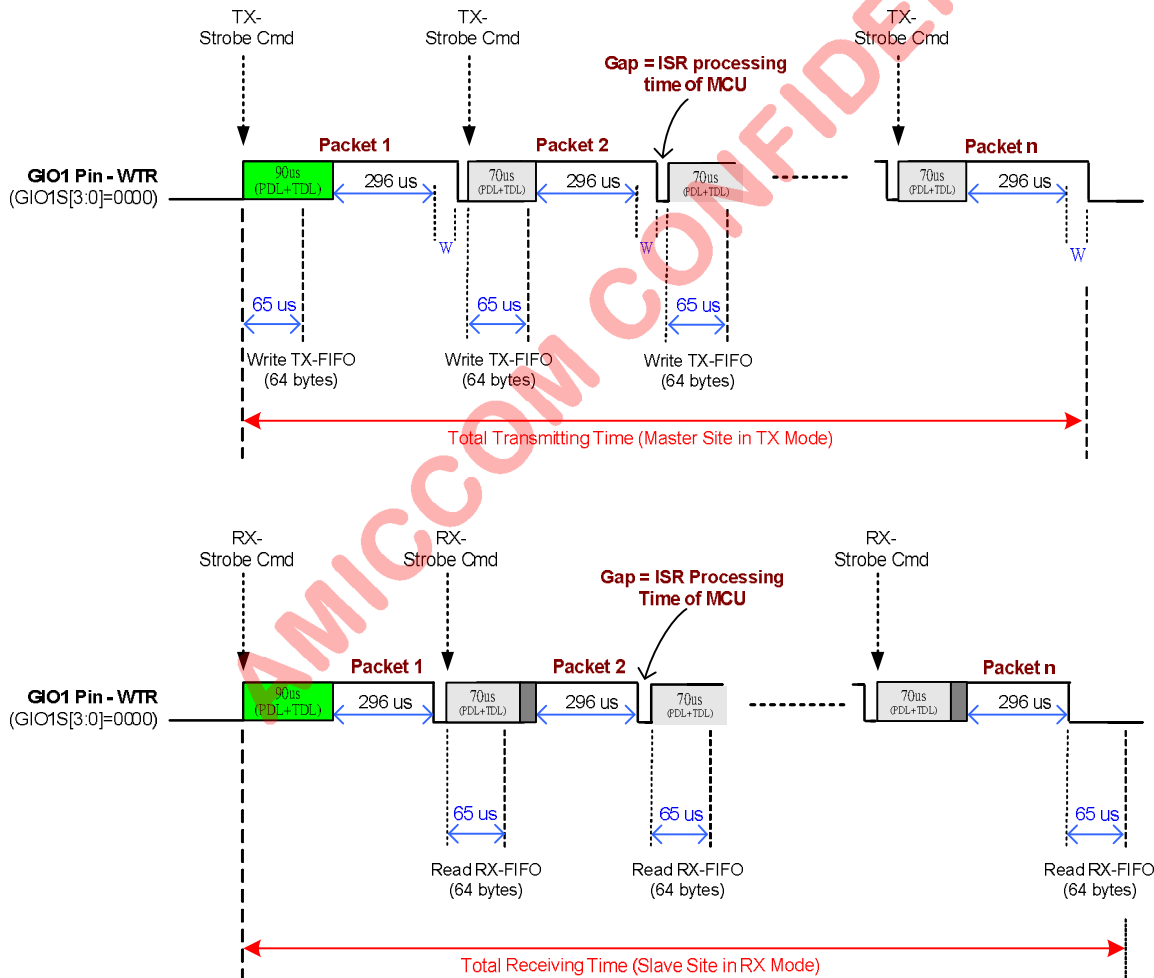 TX-
Strobe Cmd
TX-
Strobe Cmd
TX-
Strobe Cmd
Gap = ISR processing
time of MCU
Packet 1
Packet 2
Packet n
GIO1 Pin - WTR
(GIO1S[3:0]=0000)
90us
(PDL+TDL)
296 us
70us
(PDL+TDL)
296 us
70us
(PDL+TDL)
70us
(PDL+TDL)
296 us
W
W
W
65 us
65 us
65 us
Write TX-FIFO
(64 bytes)
Write TX-FIFO
(64 bytes)
Write TX-FIFO
(64 bytes)
Total Transmitting Time (Master Site in TX Mode)
RX-
Strobe Cmd
RX-
Strobe Cmd
RX-
Strobe Cmd
Gap = ISR Processing
Time of MCU
Packet 1
Packet 2
Packet n
GIO1 Pin - WTR
(GIO1S[3:0]=0000)
90us
(PDL+TDL)
296 us
70us
(PDL+TDL)
296 us
70us
(PDL+TDL)
70us
(PDL+TDL)
296 us
65 us
65 us
65 us
Read RX-FIFO
(64 bytes)
Read RX-FIFO
(64 bytes)
Read RX-FIFO
(64 bytes)
Total Receiving Time (Slave Site in RX Mode)
AMICCOM CONFIDEN